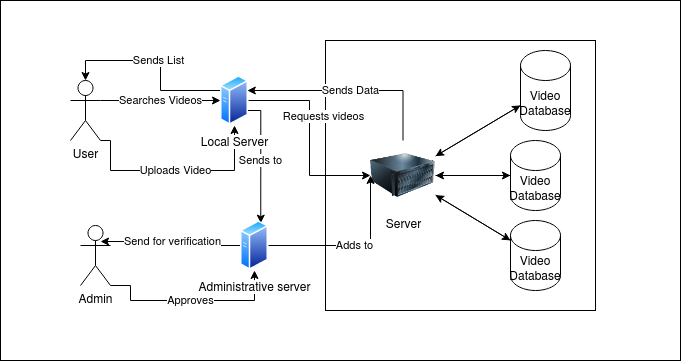 Sends List
Sends Data
Searches Videos
Requests videos
User
Local Server
Uploads Video
Sends to
Video
Database
Video
Database
Video
Database
Server
Send for verification
Adds to
Admin
Administrative server
Approves